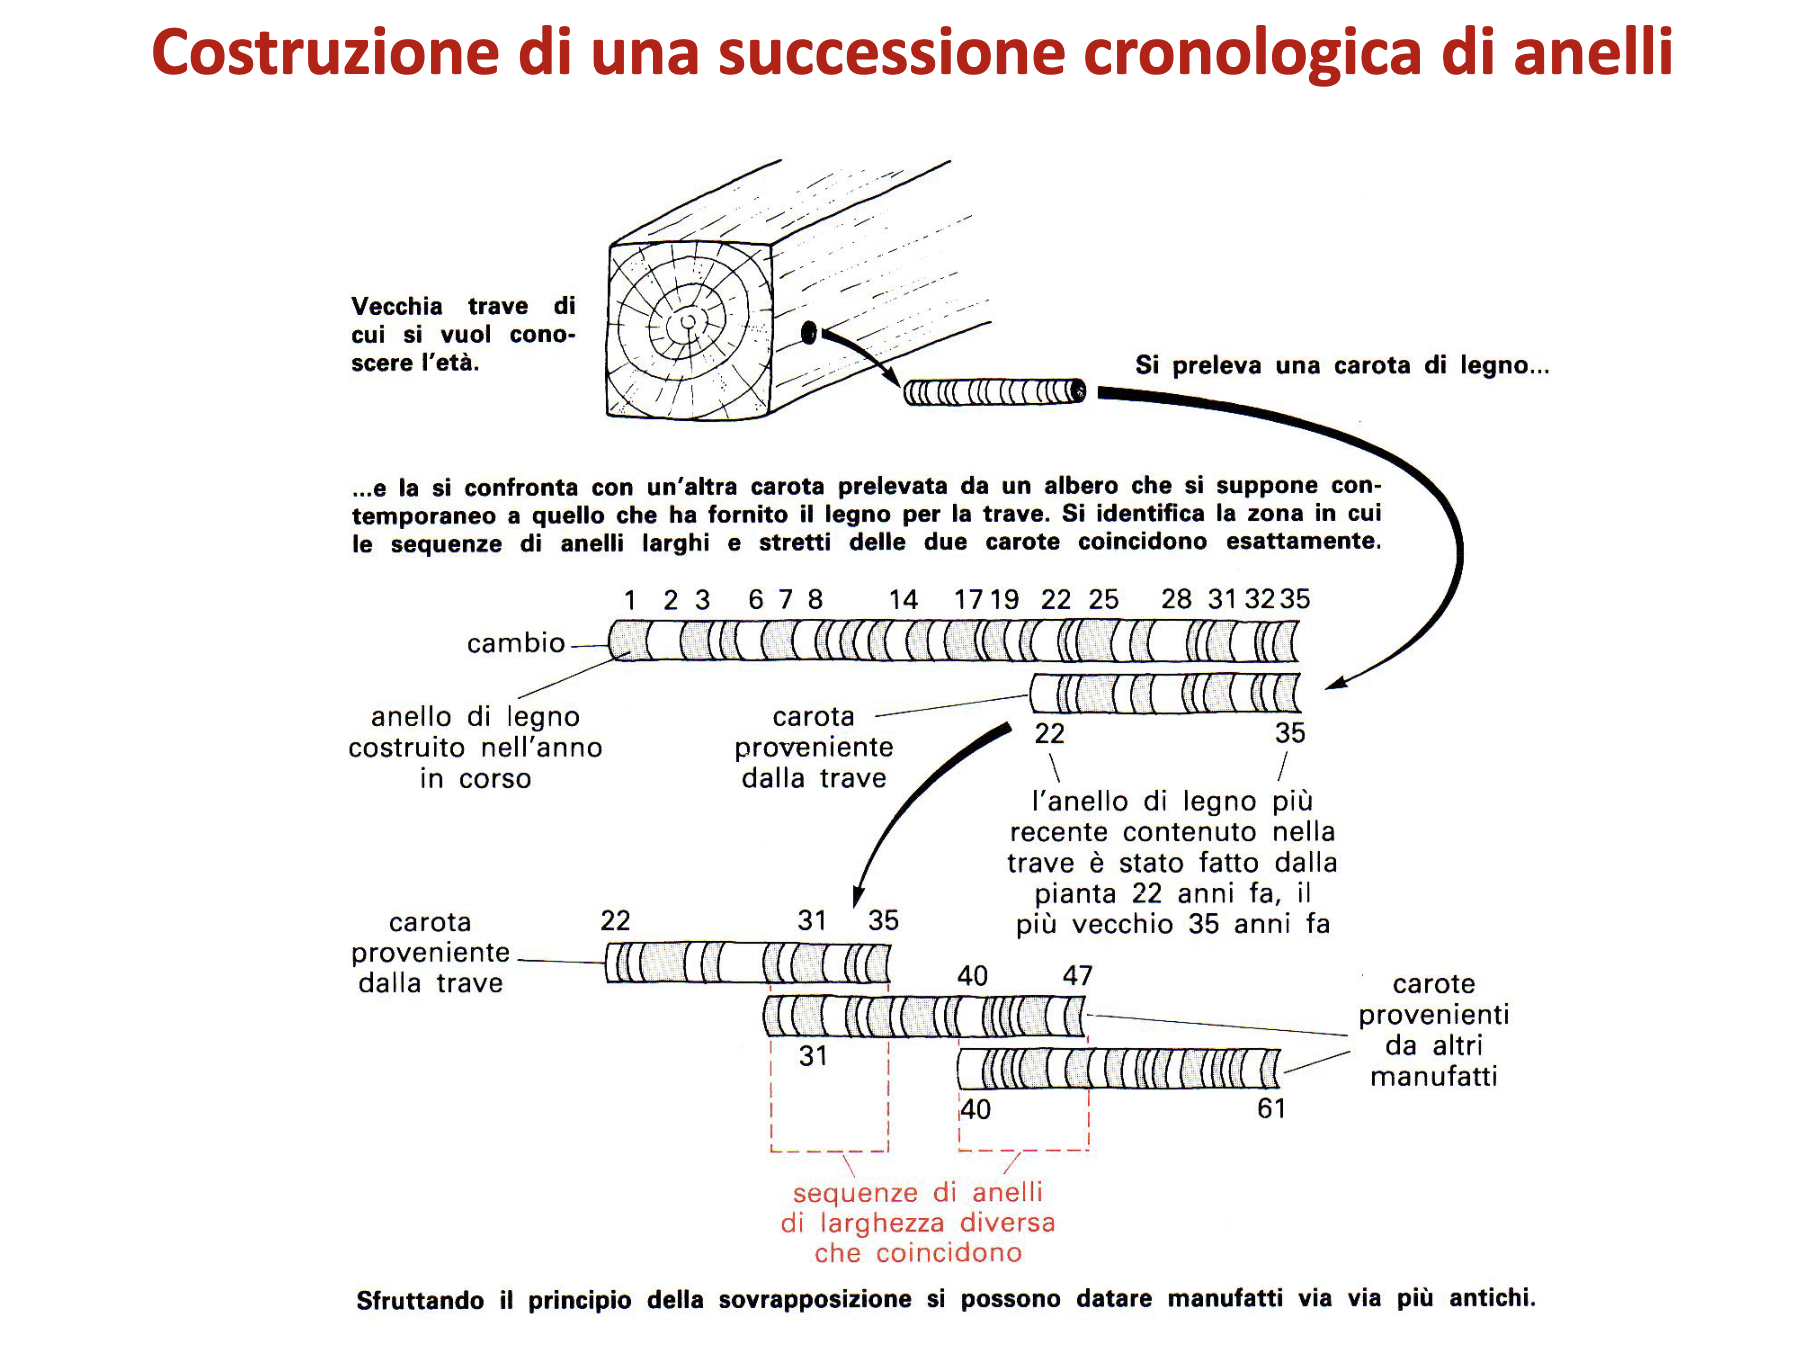 Costruzione di una successione cronologica di anelli
Vecchia trave di
cui si vuol cono-
scere l'età.
Si preleva una carota di legno...
...e la si confronta con un'altra carota prelevata da un albero che si suppone con-
temporaneo a quello che ha fornito il legno per la trave. Si identifica la zona in cui
le sequenze di anelli larghi e stretti delle due carote coincidono esattamente.
1 2 3 6 7 8 14 17 19 22 25 28 31 32 35
cambio
anello di legno
costruito nell'anno
in corso
carota
proveniente
dalla trave
22 35
l'anello di legno più
recente contenuto nella
trave è stato fatto dalla
pianta 22 anni fa, il
più vecchio 35 anni fa
carota
proveniente
dalla trave
22 31 35
40 47
31
40 61
carote
provenienti
da altri
manufatti
sequenze di anelli
di larghezza diversa
che coincidono
Sfruttando il principio della sovrapposizione si possono datare manufatti via via più antichi.